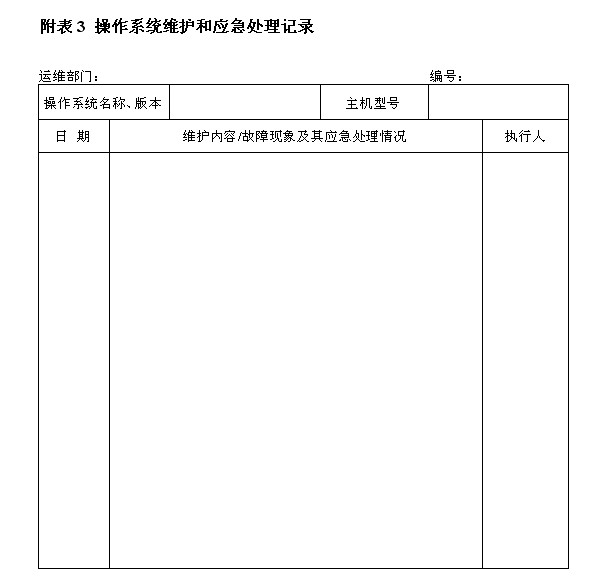 附表3 操作系统维护和应急处理记录
运维部门： 编号：
操作系统名称、版本 主机型号
日 期 维护内容/故障现象及其应急处理情况 执行人